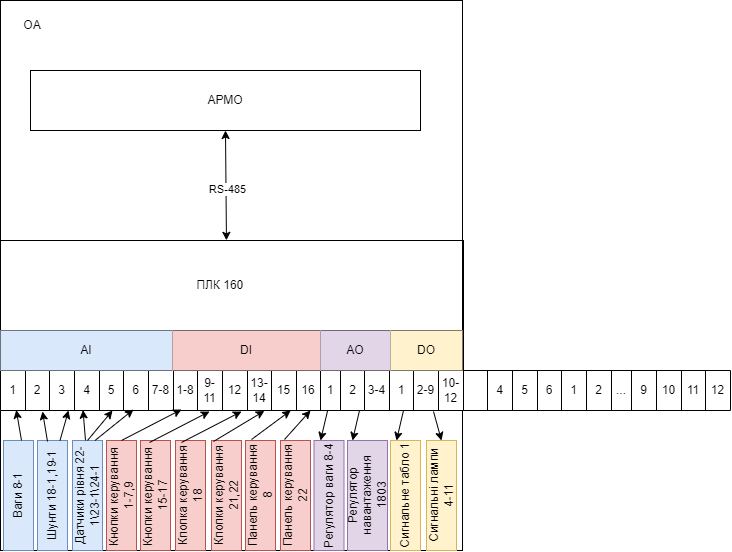 ОА
АРМО
RS-485
ПЛК 160
AI
DI
AO
DO
1
2
3
4
5
6
7-8
1-8
9-
11
12
13-
14
15
16
1
2
3-4
1
2-9
10-
12
4
5
6
1
2
...
9
10
11
12
Ваги 8-1
Шунги 18-1,19-1
Датчики рівня 22-
1\23-1\24-1
Кнопки керування
1-7,9
Кнопки керування
15-17
Кпопка керування
18
Кнопки керування
21,22
Панель керування
8
Панель керування
22
Регулятор ваги 8-4
Регулятор
навантаження
1803
Сигнальне табло 1
Сигнальні лампи
4-11